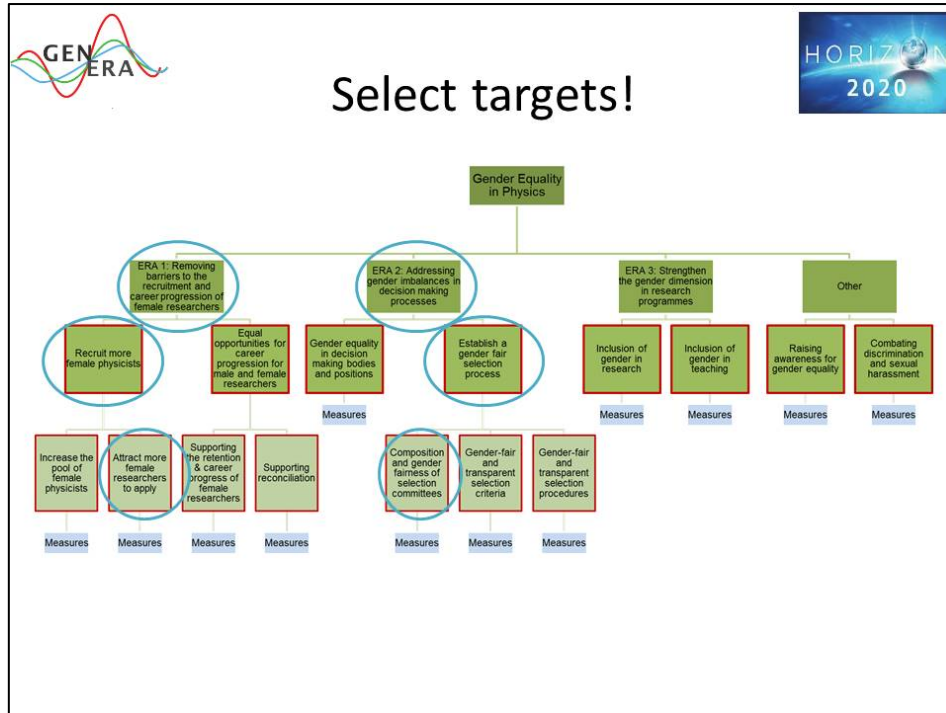 GEN
ERA
HORIZON
2020
Select targets!
Gender Equality
in Physics
ERA 1: Removing
barriers to the
recruitment and
career progression of
female researchers
ERA 2: Addressing
gender imbalances in
decision making
processes
ERA 3: Strengthen
the gender dimension
in research
programmes
Other
Recruit more
female physicists
Equal
opportunities for
career
progression for
male and female
researchers
Gender equality
in decision
making bodies
and positions
Establish a
gender fair
selection
process
Inclusion of
gender in
research
Inclusion of
gender in
teaching
Raising
awareness for
gender equality
Combating
discrimination
and sexual
harassment
Measures
Measures
Measures
Measures
Measures
Increase the
pool of
female
physicists
Attract more
female
researchers
to apply
Supporting
the retention
& career
progress of
female
researchers
Supporting
reconciliation
Composition
and gender
fairness of
selection
committees
Gender-fair
and
transparent
selection
criteria
Gender-fair
and
transparent
selection
procedures
Measures
Measures
Measures
Measures
Measures
Measures
Measures